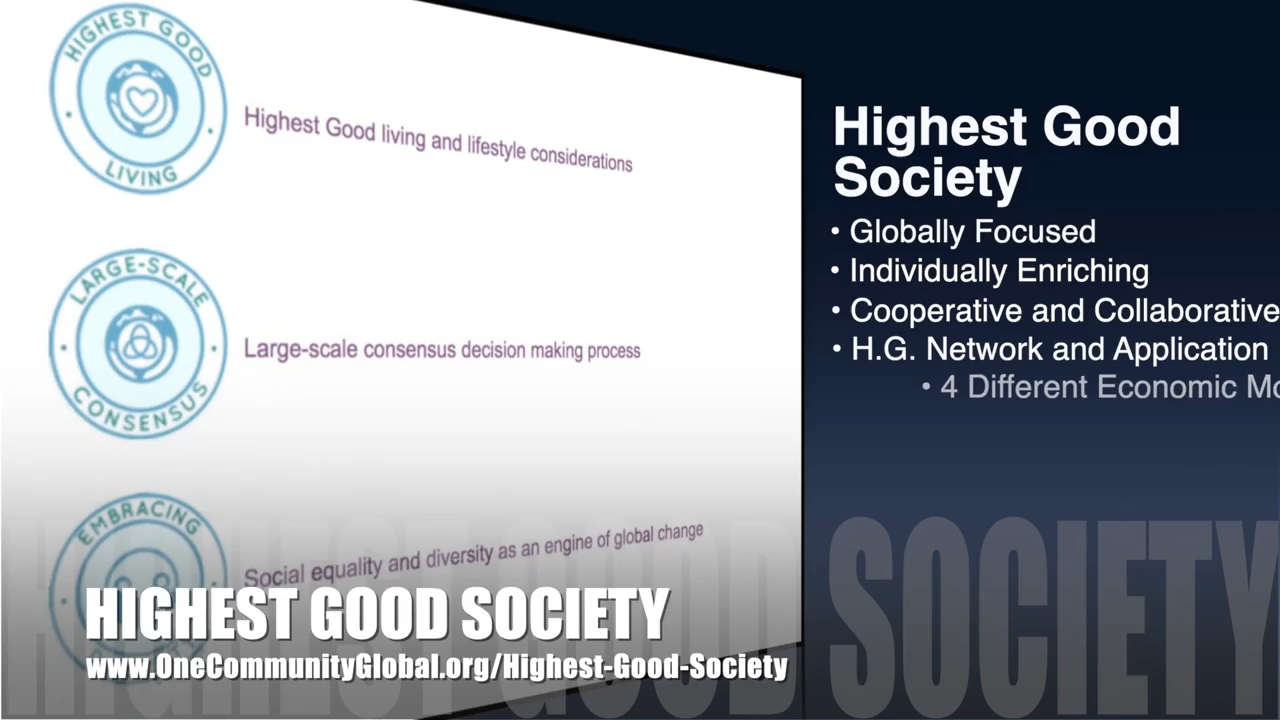 HIGHEST GOOD
LIVING
Highest Good living and lifestyle considerations
LARGE-SCALE
CONSENSUS
Large-scale consensus decision making process
EMBRACING
Social equality and diversity as an engine of global change
Highest Good
Society
• Globally Focused
• Individually Enriching
• Cooperative and Collaborative
• H.G. Network and Application
• 4 Different Economic
HIGHEST GOOD SOCIETY
HIGHEST GOOD SOCIETY
www.OneCommunityGlobal.org/Highest-Good-Society